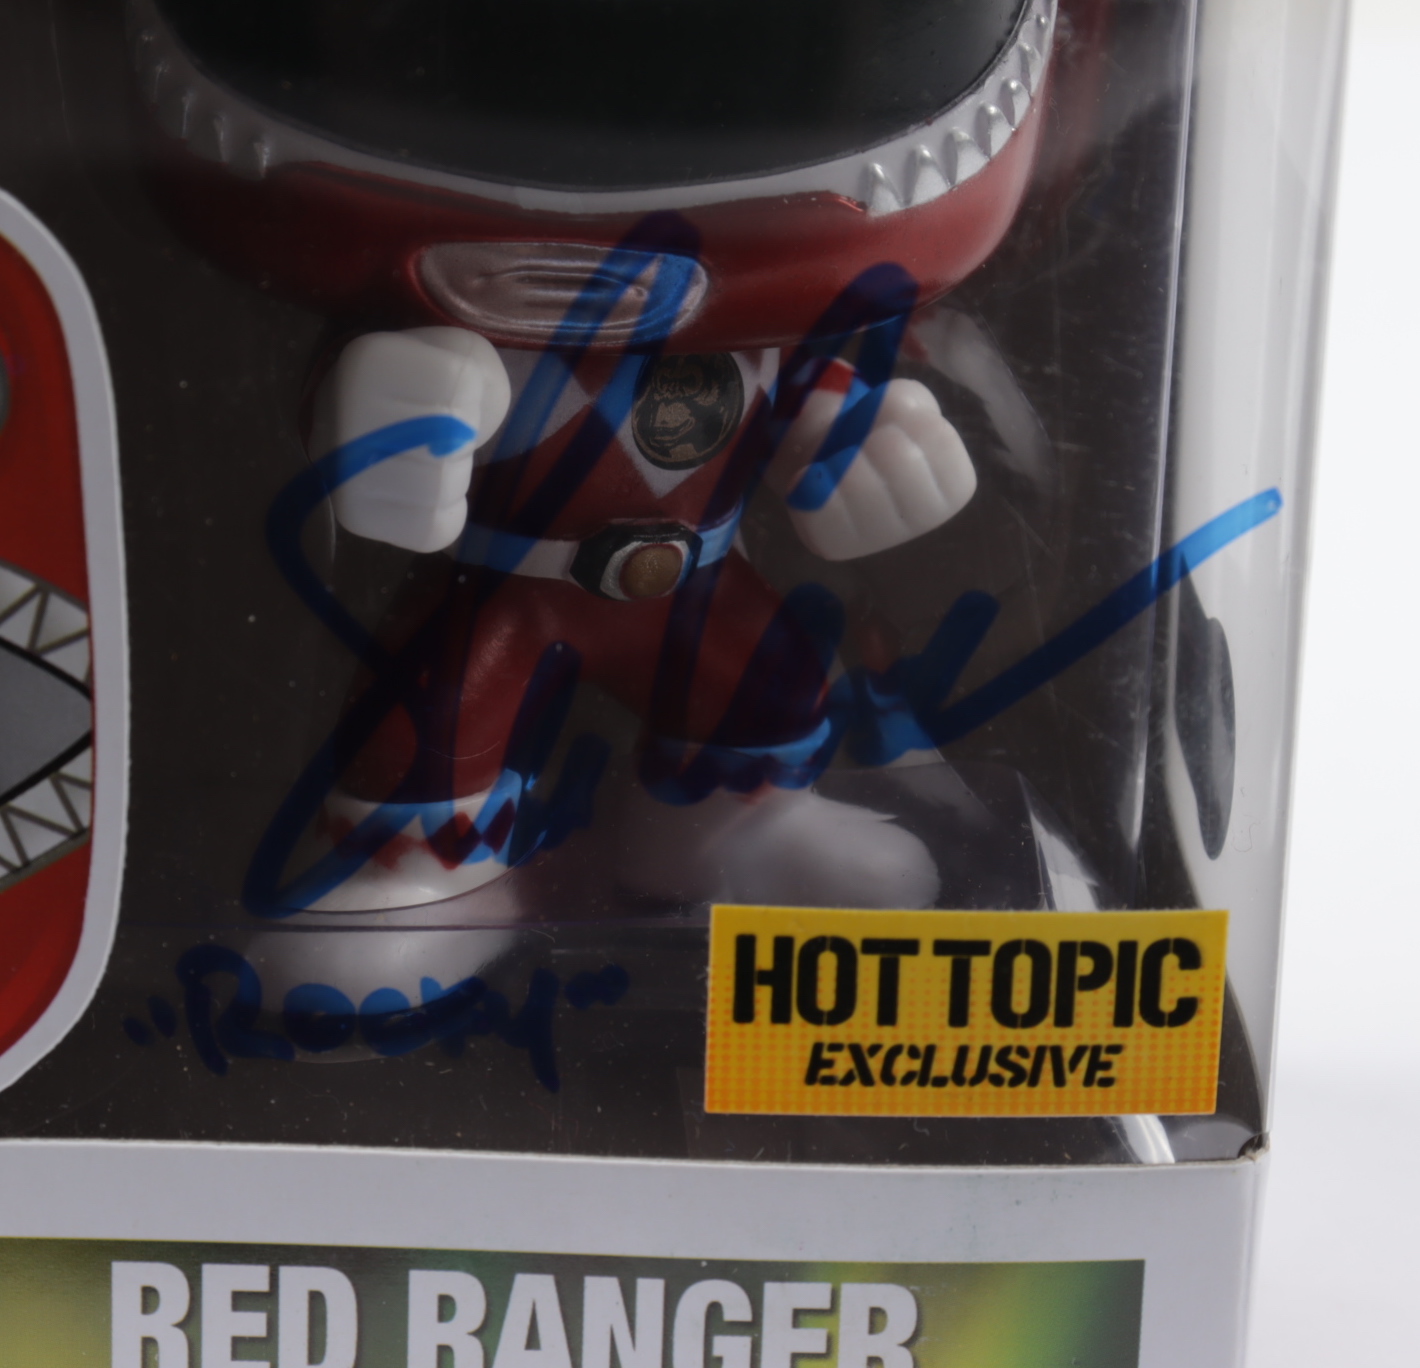 "Rocky"
HOT TOPIC
EXCLUSIVE
RED RANGER